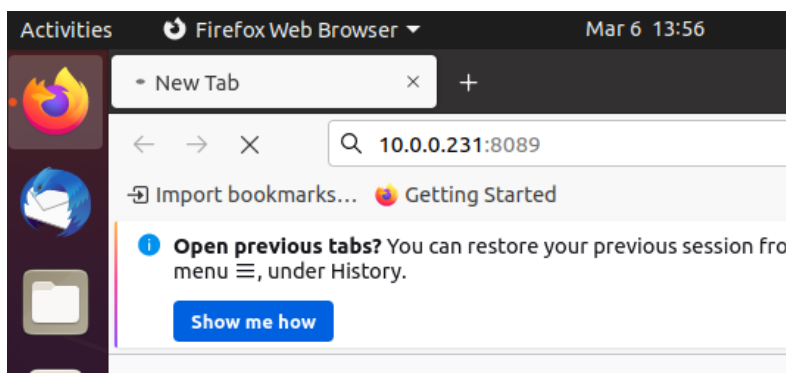 Activities Firefox Web Browser Mar 6 13:56
New Tab
10.0.0.231:8089
Import bookmarks... Getting Started
Open previous tabs? You can restore your previous session fro
menu ☰, under History.
Show me how